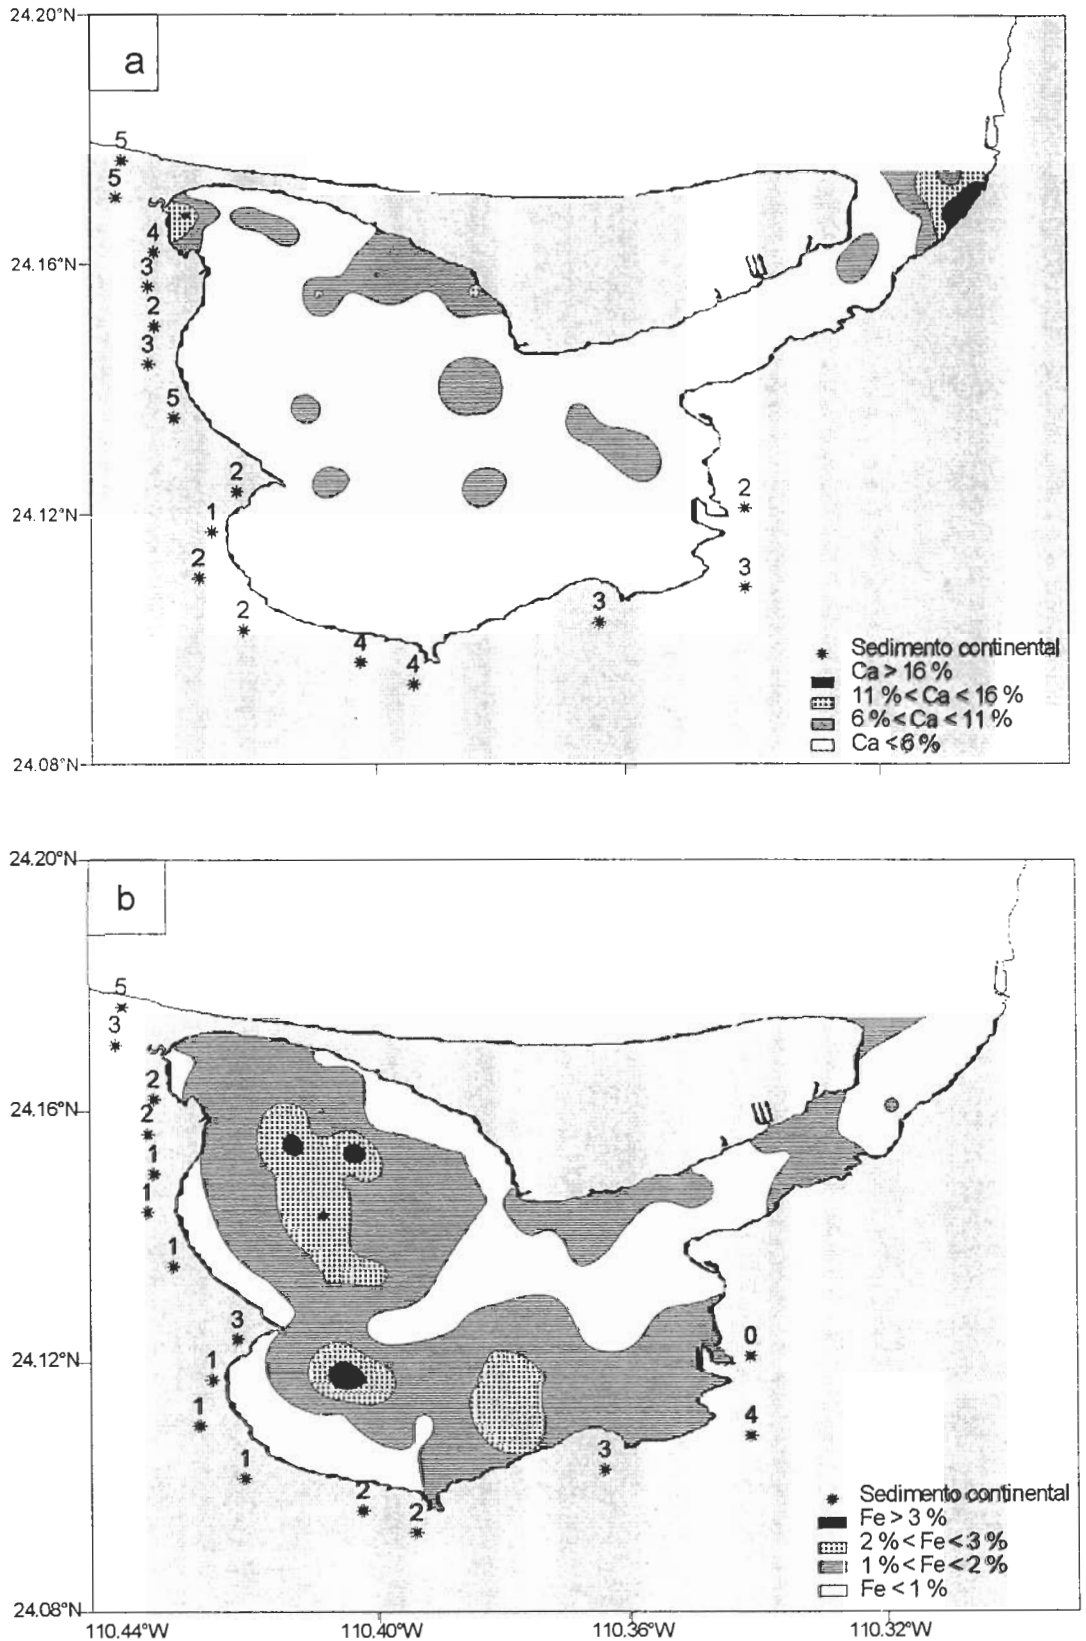 24.20°N
a
5
5
S
4
24.16°N
3
2
3
5
2
2
1
24.12°N
2
3
2
3
4
4
Sedimento continental
Ca > 16 %
11 % < Ca < 16 %
6 % < Ca < 11 %
Ca < 6 %
24.08°N
24.20°N
b
5
3
S
2
24.16°N
2
1
1
1
3
0
24.12°N
1
1
4
3
1
2
2
Sedimento continental
Fe > 3 %
2 % < Fe < 3 %
1 % < Fe < 2 %
Fe < 1 %
24.08°N
110.44°W 110.40°W 110.36°W 110.32°W